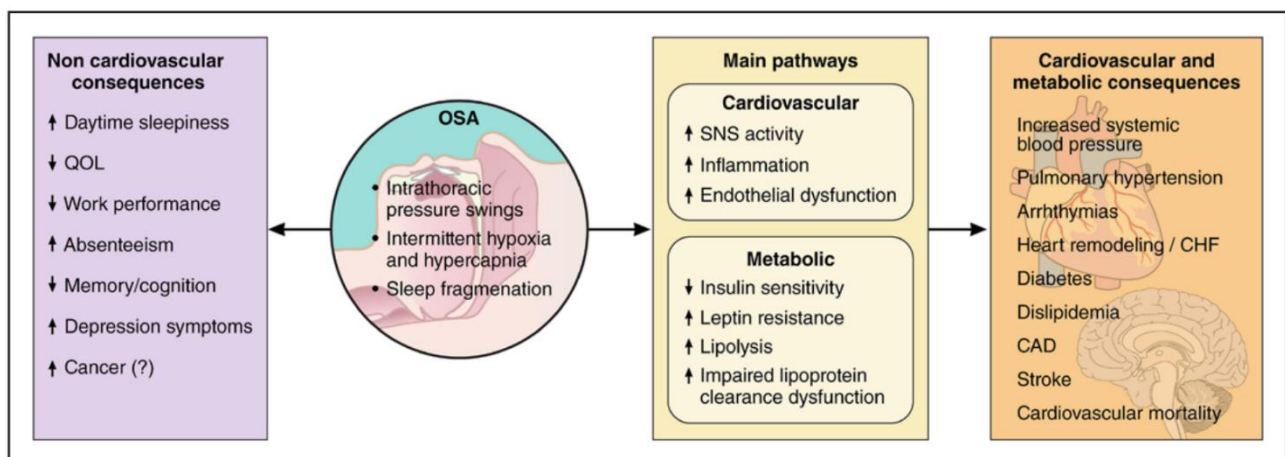 Non cardiovascular
consequences
↑ Daytime sleepiness
↓ QOL
↓ Work performance
↑ Absenteeism
↓ Memory/cognition
↑ Depression symptoms
↑ Cancer (?)
OSA
• Intrathoracic
pressure swings
• Intermittent hypoxia
and hypercapnia
• Sleep fragmenation
Main pathways
Cardiovascular
↑ SNS activity
↑ Inflammation
↑ Endothelial dysfunction
Metabolic
↓ Insulin sensitivity
↑ Leptin resistance
↑ Lipolysis
↑ Impaired lipoprotein
clearance dysfunction
Cardiovascular and
metabolic consequences
Increased systemic
blood pressure
Pulmonary hypertension
Arrhythmias
Heart remodeling / CHF
Diabetes
Dislipidemia
CAD
Stroke
Cardiovascular mortality